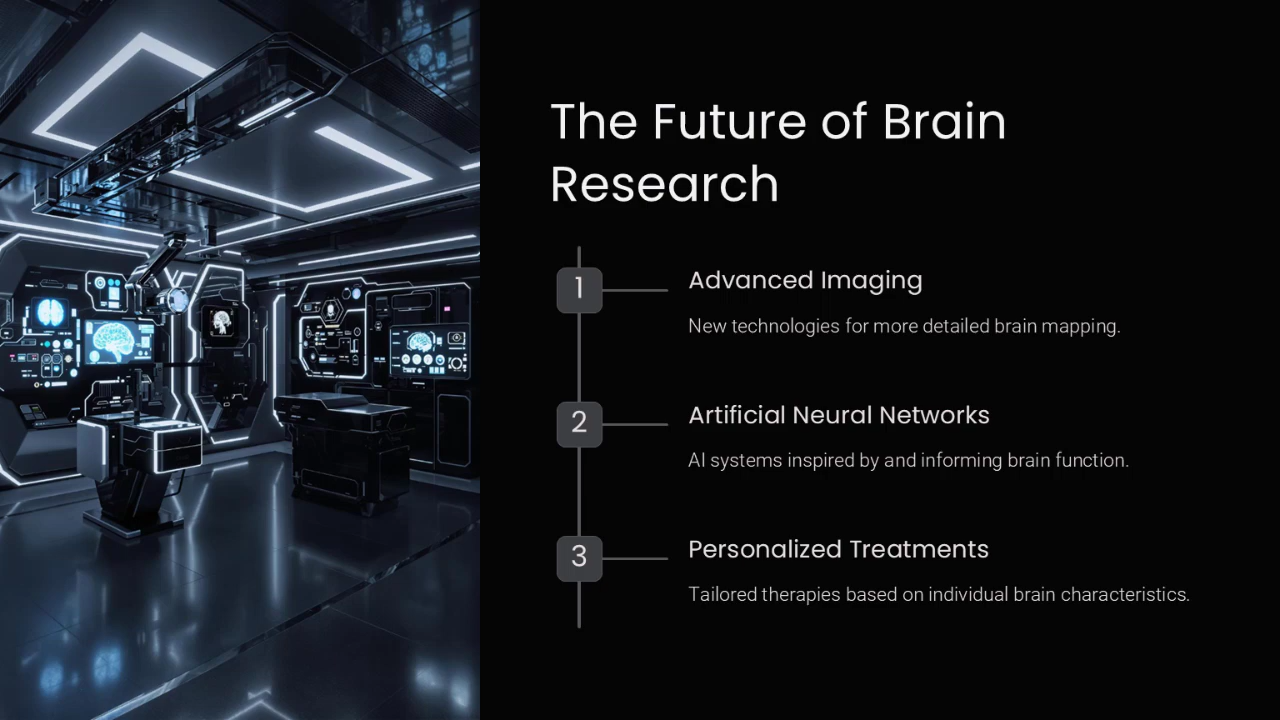 The Future of Brain
Research
1
Advanced Imaging
New technologies for more detailed brain mapping.
2
Artificial Neural Networks
AI systems inspired by and informing brain function.
3
Personalized Treatments
Tailored therapies based on individual brain characteristics.